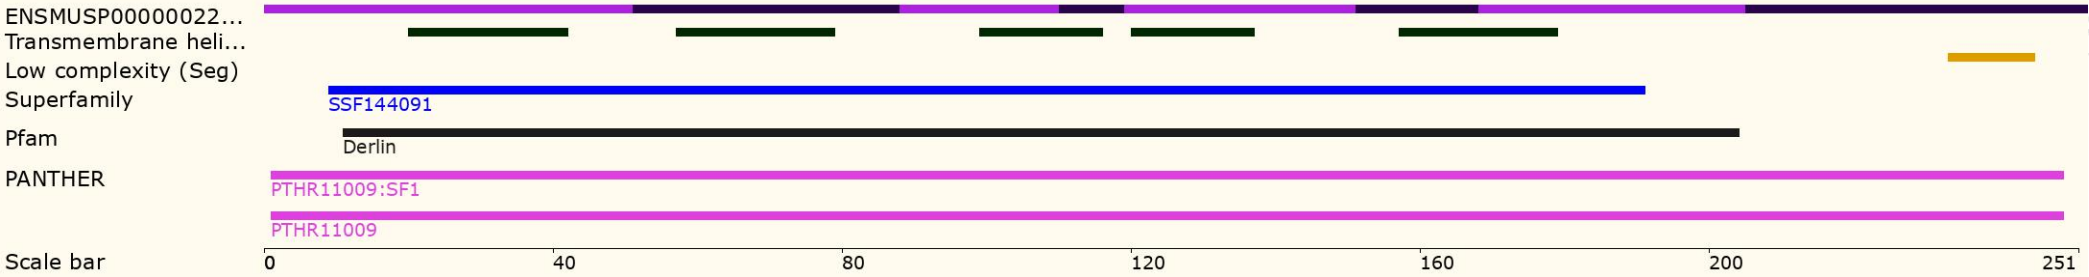 ENSMUSP00000022...
Transmembrane heli...
Low complexity (Seg)
Superfamily
SSF144091
Pfam
Derlin
PANTHER
PTHR11009:SF1
PTHR11009
Scale bar 0 40 80 120 160 200 251